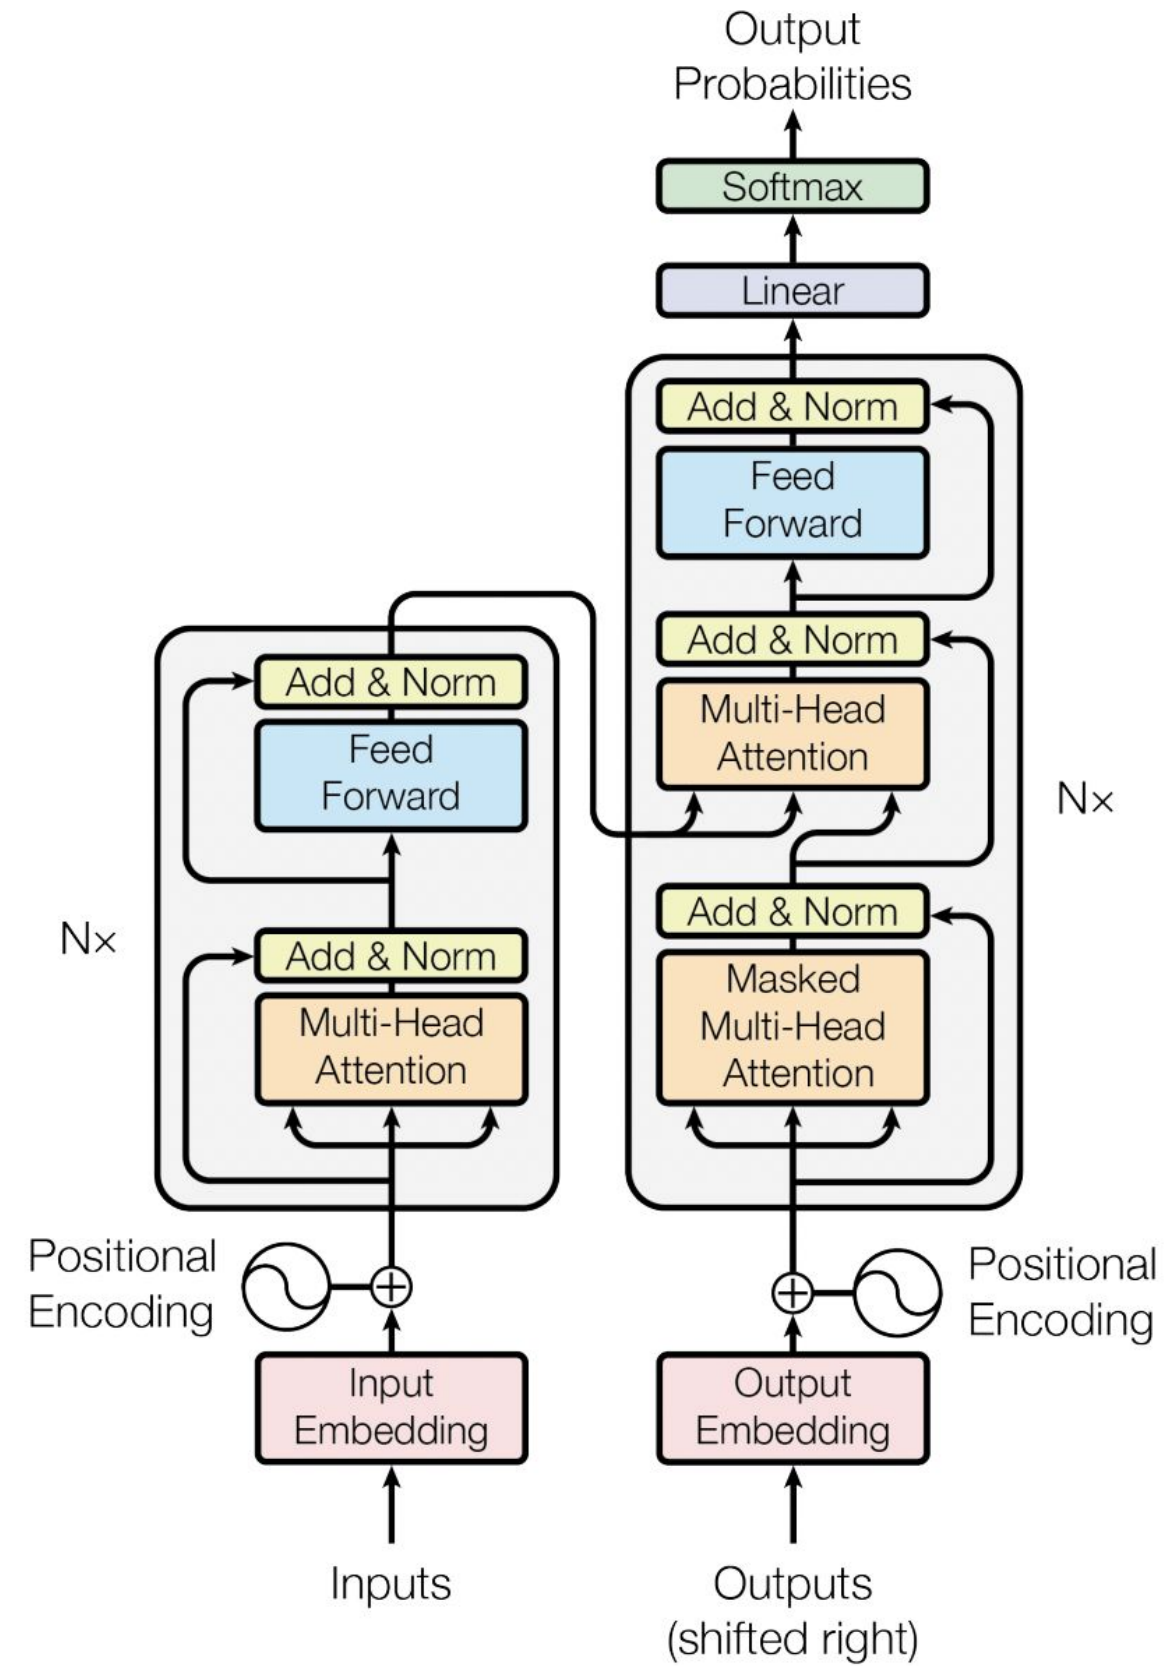 Output
Probabilities
Softmax
Linear
Add & Norm
Feed
Forward
Add & Norm
Multi-Head
Attention
Nx
Add & Norm
Masked
Multi-Head
Attention
Add & Norm
Feed
Forward
Nx
Add & Norm
Multi-Head
Attention
Positional
Encoding
Positional
Encoding
Input
Embedding
Output
Embedding
Inputs
Outputs
(shifted right)